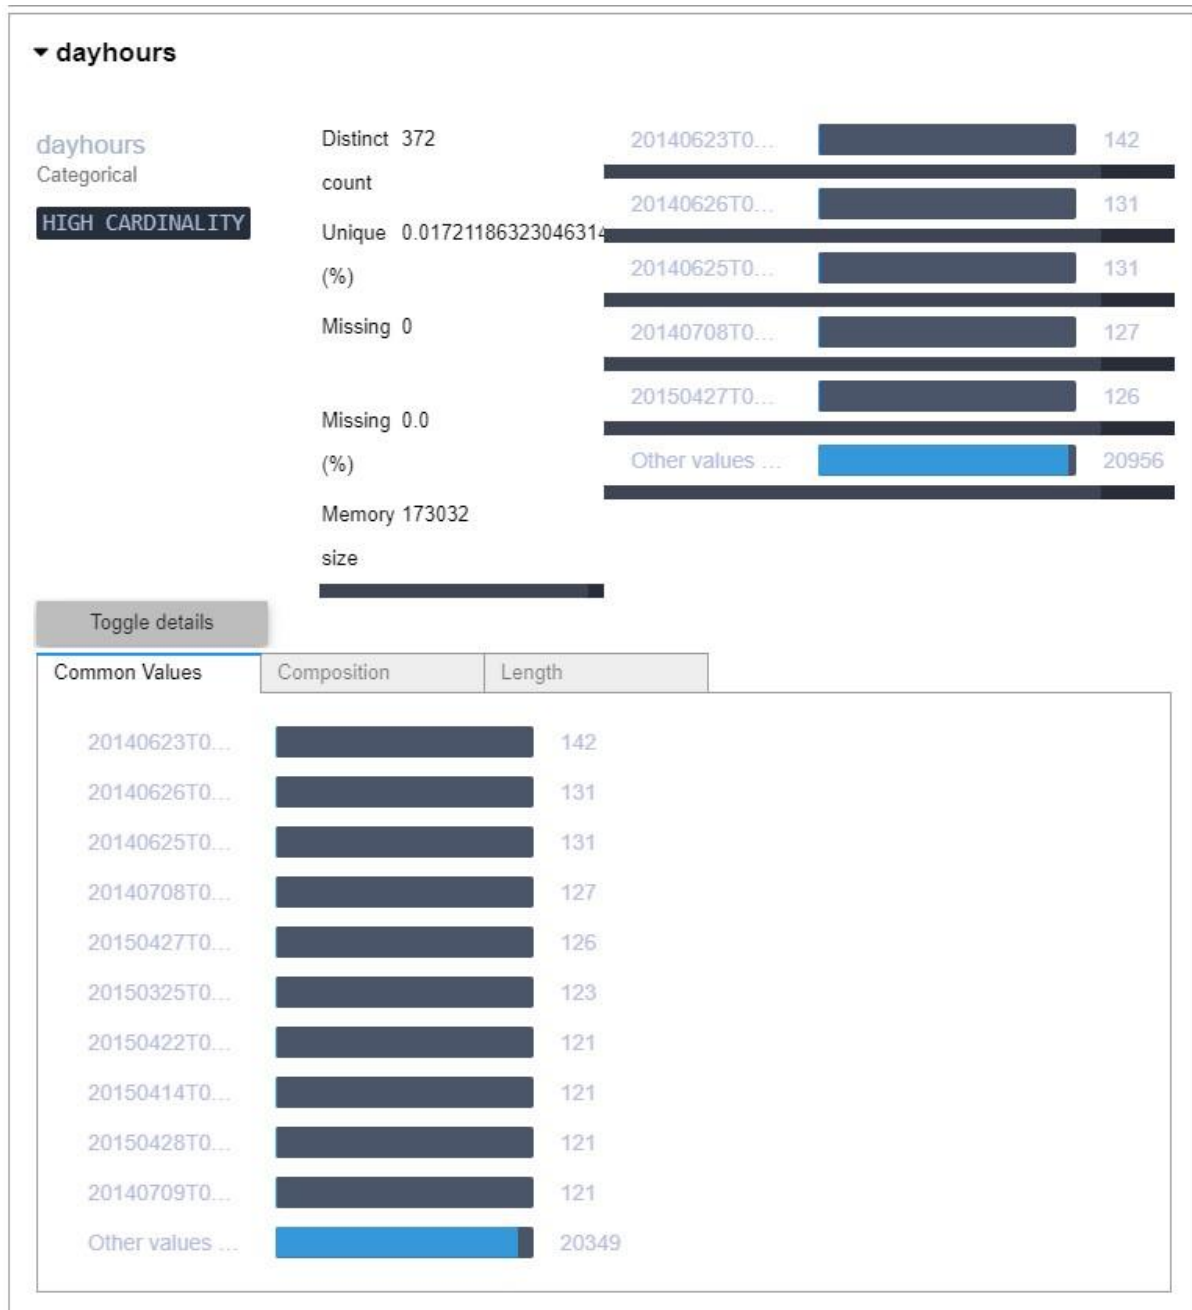 dayhours
dayhours
Categorical
HIGH CARDINALITY
Distinct 372
count
Unique 0.01721186323046314
(%)
Missing 0
Missing 0.0
(%)
Memory 173032
size
20140623T0... 142
20140626T0... 131
20140625T0... 131
20140708T0... 127
20150427T0... 126
Other values ... 20956
Toggle details
Common Values Composition Length
20140623T0... 142
20140626T0... 131
20140625T0... 131
20140708T0... 127
20150427T0... 126
20150325T0... 123
20150422T0... 121
20150414T0... 121
20150428T0... 121
20140709T0... 121
Other values ... 20349